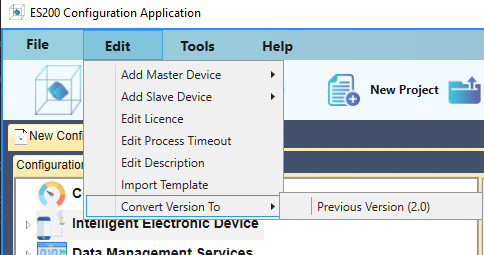 ES200 Configuration Application
File Edit Tools Help
Add Master Device
Add Slave Device
Edit Licence
Edit Process Timeout
Edit Description
Import Template
Convert Version To
Previous Version (2.0)
New Project
New Confi
Configuration
C
Intelligent Electronic Device
Data Management Services